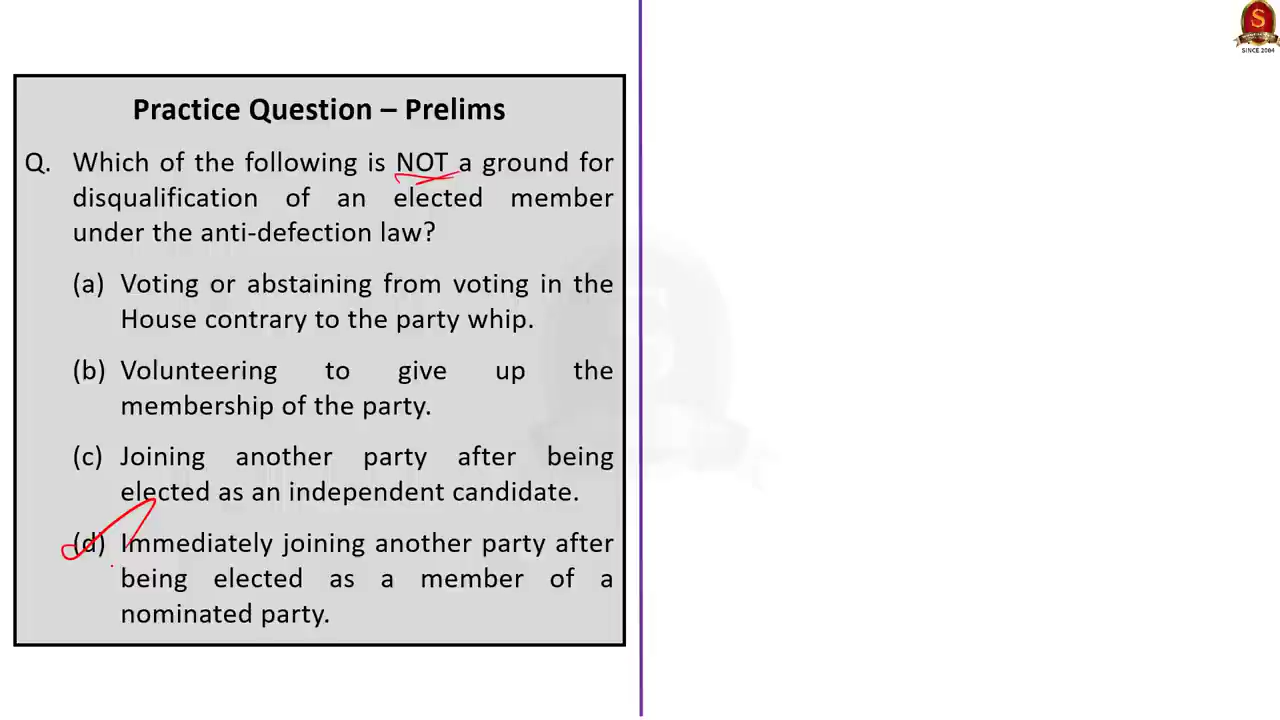 S
SINCE 2004
Practice Question – Prelims
Q. Which of the following is NOT a ground for
disqualification of an elected member
under the anti-defection law?
(a) Voting or abstaining from voting in the
House contrary to the party whip.
(b) Volunteering to give up the
membership of the party.
(c) Joining another party after being
elected as an independent candidate.
(d) Immediately joining another party after
being elected as a member of a
nominated party.